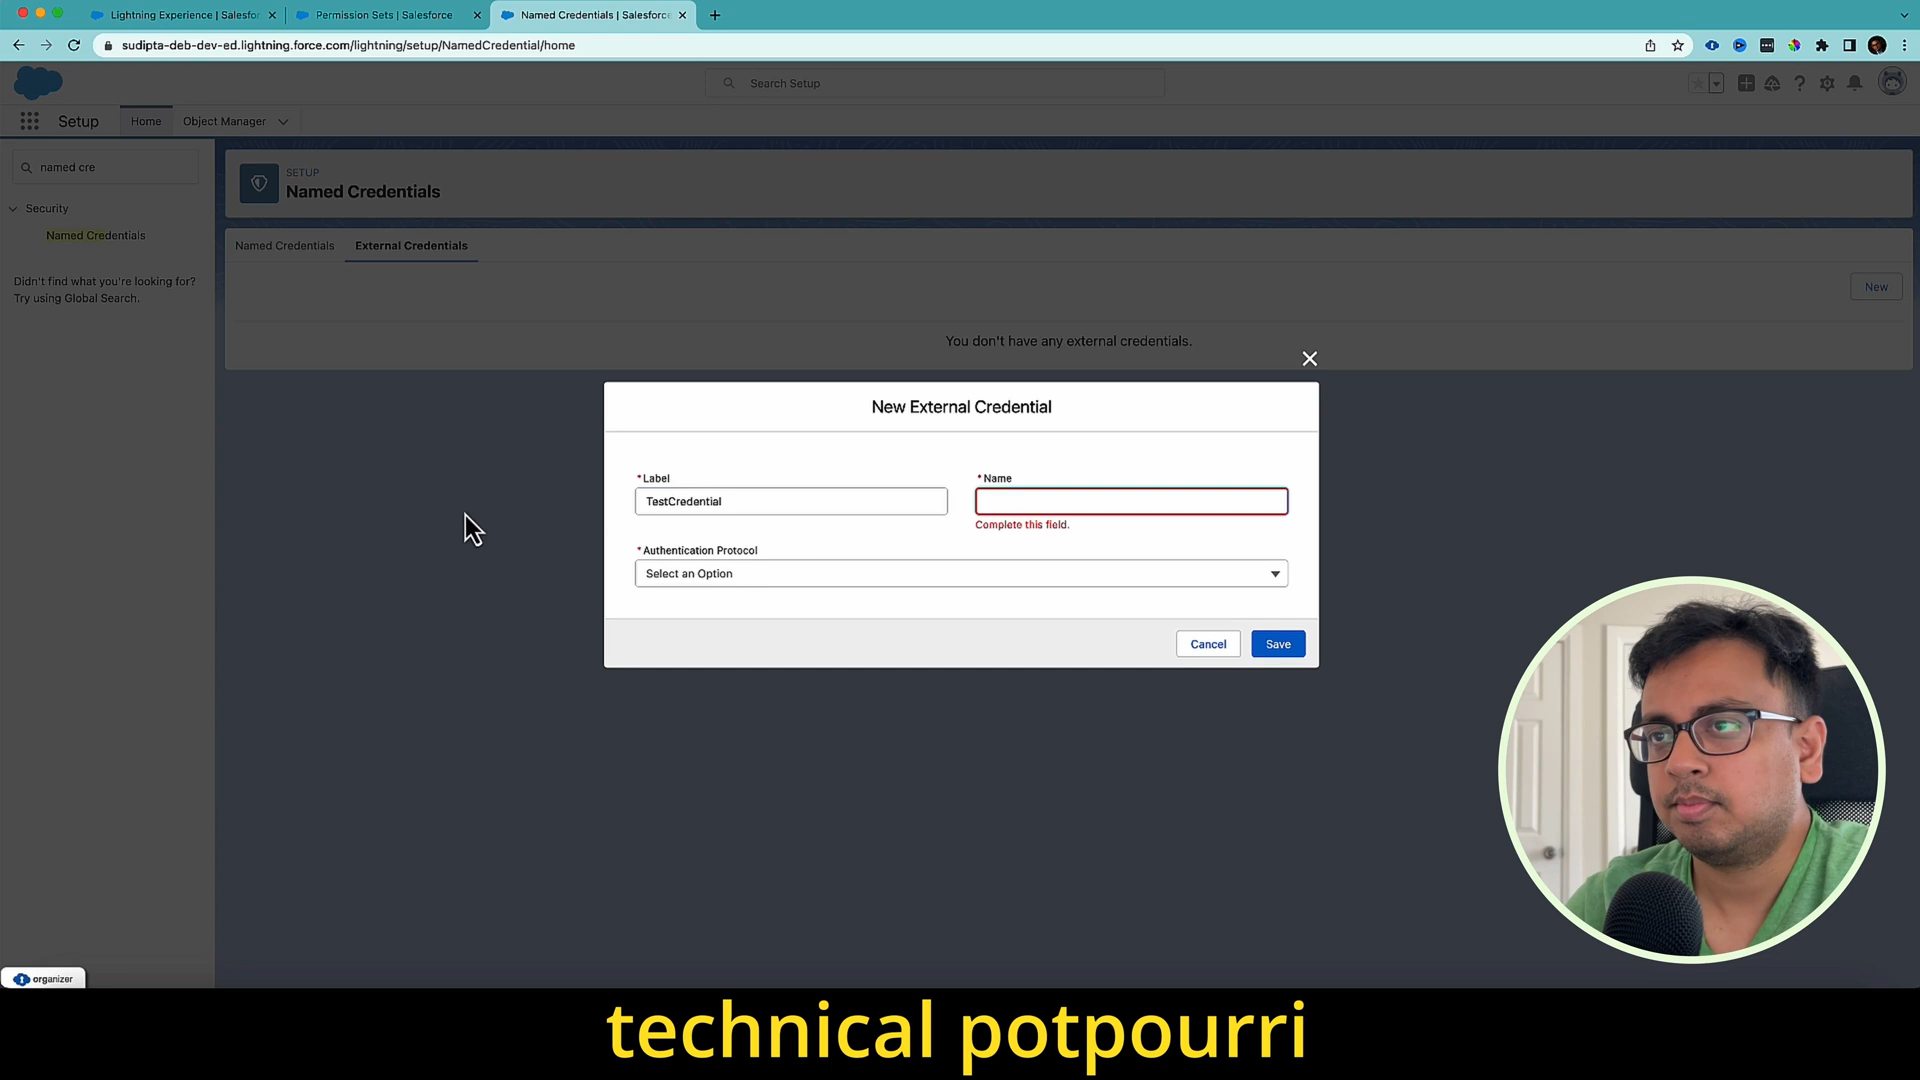 Lightning Experience | Salesfor
Permission Sets | Salesforce
Named Credentials | Salesforc
sudipta-deb-dev-ed.lightning.force.com/lightning/setup/NamedCredential/home
Search Setup
Setup
Home
Object Manager
named cre
Security
Named Credentials
Didn't find what you're looking for?
Try using Global Search.
SETUP
Named Credentials
Named Credentials
External Credentials
New
You don't have any external credentials.
New External Credential
*Label
*Name
TestCredential
Complete this field.
*Authentication Protocol
Select an Option
Cancel
Save
organizer
technical potpourri